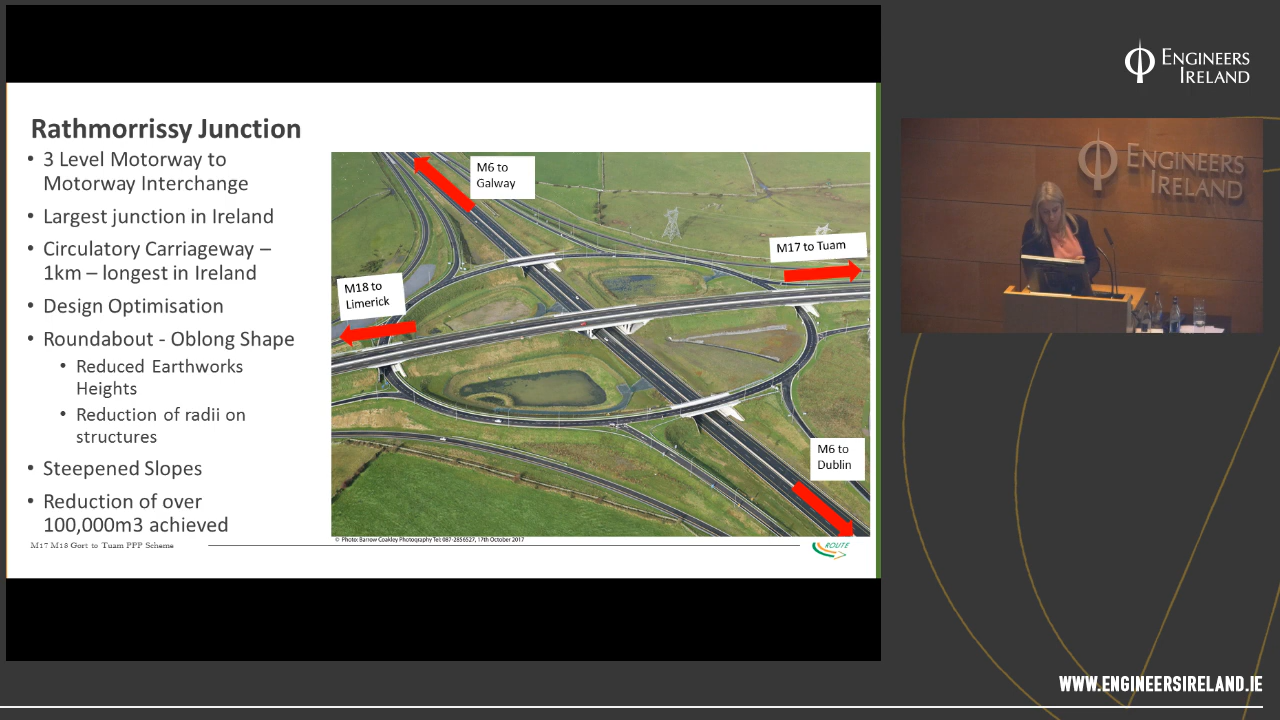 Rathmorrissy Junction
• 3 Level Motorway to
Motorway Interchange
• Largest junction in Ireland
• Circulatory Carriageway –
1km – longest in Ireland
• Design Optimisation
• Roundabout - Oblong Shape
• Reduced Earthworks
Heights
• Reduction of radii on
structures
• Steepened Slopes
• Reduction of over
100,000m3 achieved
M6 to
Galway
M17 to Tuam
M18 to
Limerick
M6 to
Dublin
© Photo: Barrow Coakley Photography Tel: 087-2856527, 17th October 2017
M17 M18 Gort to Tuam PPP Scheme
ROUTE
ENGINEERS
IRELAND
ENGINEERS
IRELAND
WWW.ENGINEERSIRELAND.IE